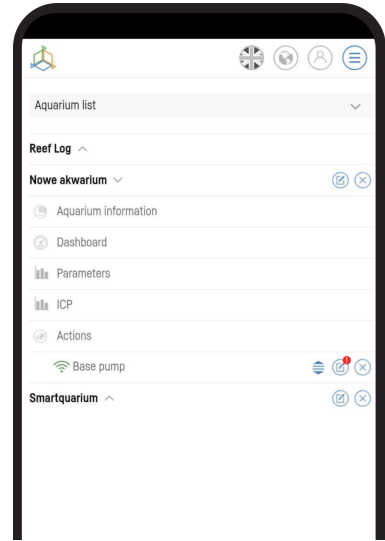 Aquarium list
Reef Log
Nowe akwarium
Aquarium information
Dashboard
Parameters
ICP
Actions
Base pump
!
Smartquarium